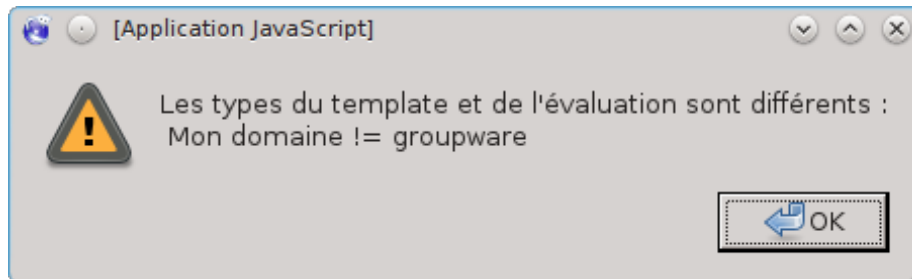 [Application JavaScript]
Les types du template et de l'évaluation sont différents :
Mon domaine != groupware
OK